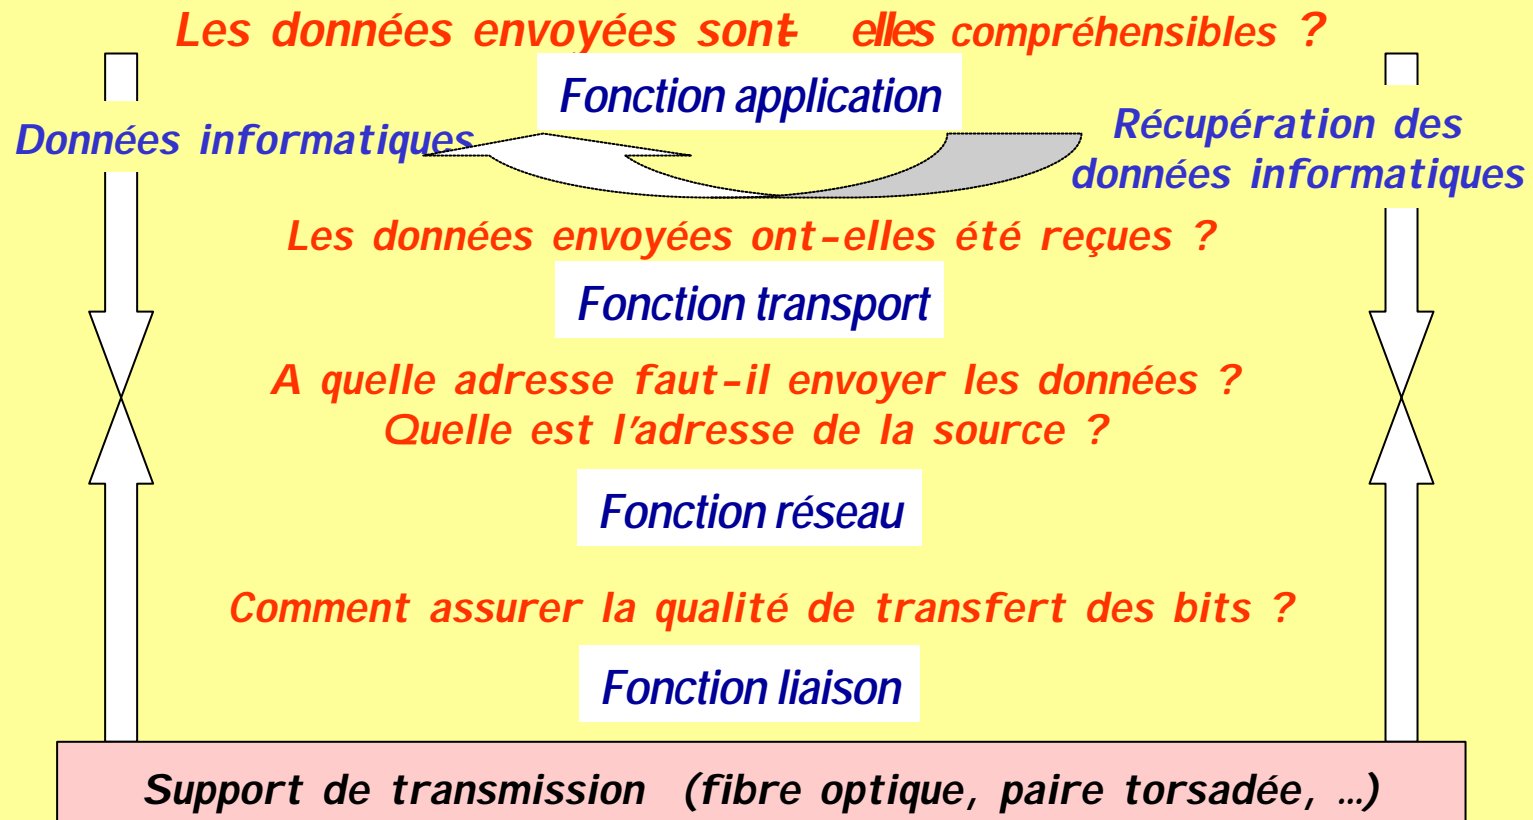 Les données envoyées sont- elles compréhensibles ?
Fonction application
Données informatiques
Récupération des
données informatiques
Les données envoyées ont-elles été reçues ?
Fonction transport
A quelle adresse faut-il envoyer les données ?
Quelle est l'adresse de la source ?
Fonction réseau
Comment assurer la qualité de transfert des bits ?
Fonction liaison
Support de transmission (fibre optique, paire torsadée, ...)